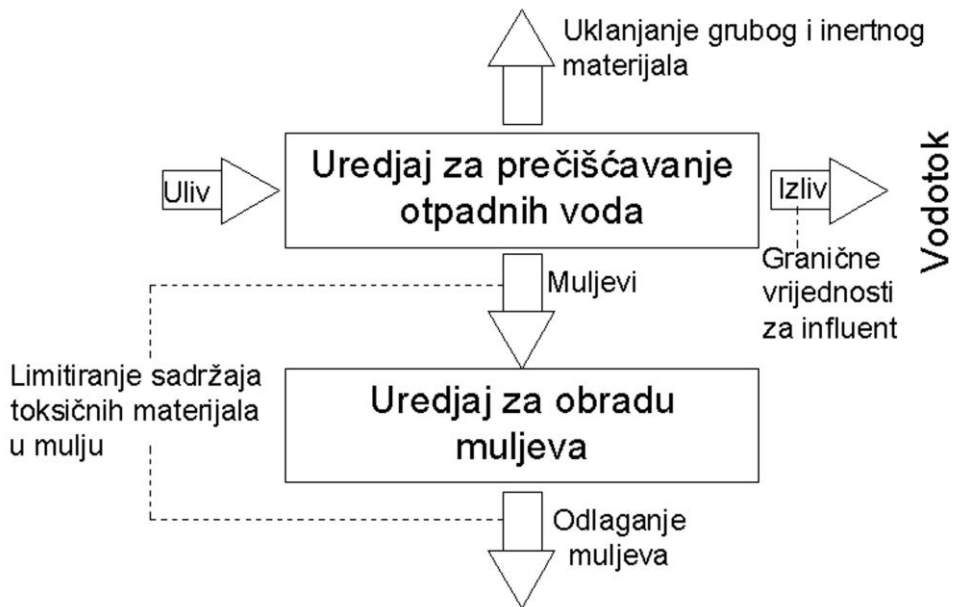 Uklanjanje grubog i inertnog
materijala
Uredjaj za prečišćavanje
otpadnih voda
Uliv
Izliv
Vodotok
Granične
vrijednosti
za influent
Muljevi
Limitiranje sadržaja
toksičnih materijala
u mulju
Uredjaj za obradu
muljeva
Odlaganje
muljeva